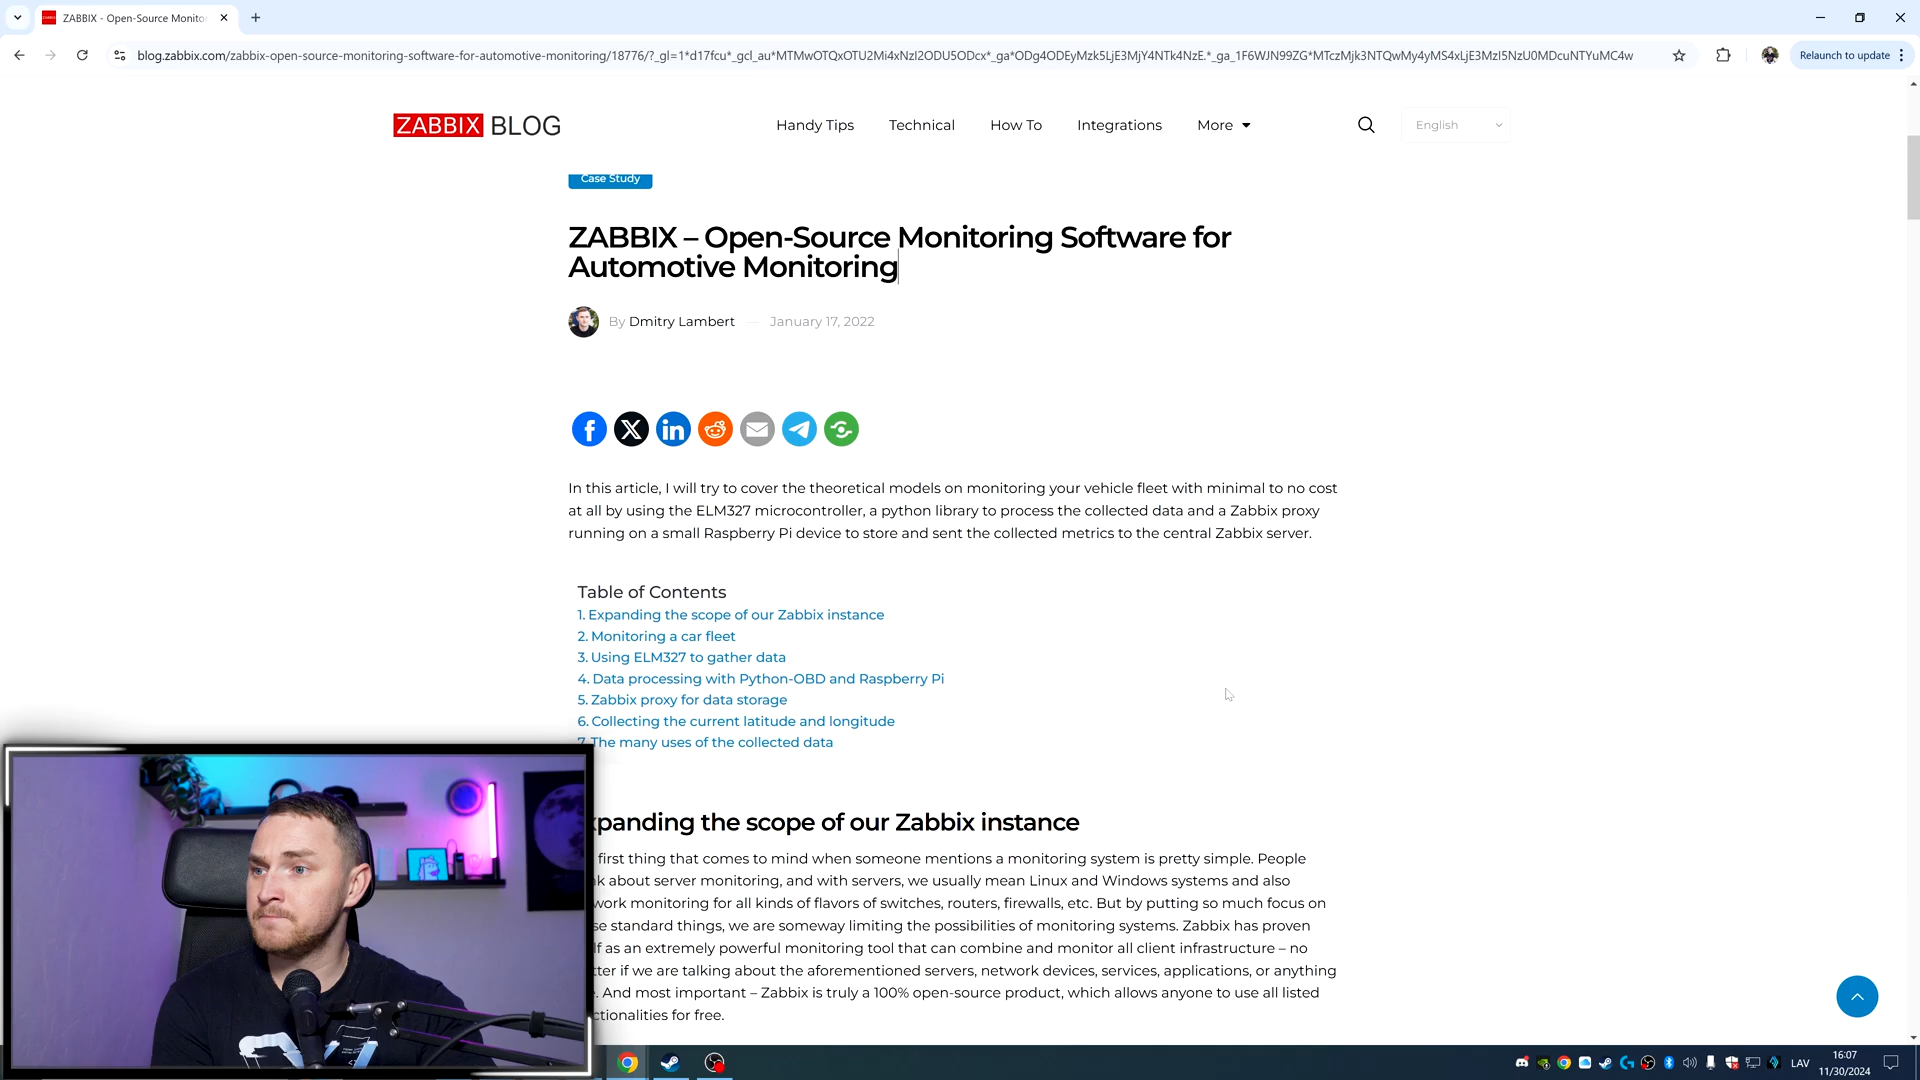 ZABBIX - Open-Source Monitor
blog.zabbix.com/zabbix-open-source-monitoring-software-for-automotive-monitoring/18776/?_gl=1*d17fcu*_gcl_au*MTMwOTQxOTU2Mi4xNzI2ODU5ODcx*_ga*ODg4ODEyMzk5LjE3MjY4NTk4NzE.*_ga_1F6WJN99ZG*MTczMjk3NTQwMy4yMS4xLjE3MzI5NzU0MDcuNTYuMC4w
Relaunch to update
ZABBIX BLOG
Handy Tips
Technical
How To
Integrations
More
English
Case Study
ZABBIX – Open-Source Monitoring Software for
Automotive Monitoring
By Dmitry Lambert — January 17, 2022
In this article, I will try to cover the theoretical models on monitoring your vehicle fleet with minimal to no cost
at all by using the ELM327 microcontroller, a python library to process the collected data and a Zabbix proxy
running on a small Raspberry Pi device to store and sent the collected metrics to the central Zabbix server.
Table of Contents
1. Expanding the scope of our Zabbix instance
2. Monitoring a car fleet
3. Using ELM327 to gather data
4. Data processing with Python-OBD and Raspberry Pi
5. Zabbix proxy for data storage
6. Collecting the current latitude and longitude
7. The many uses of the collected data
xpanding the scope of our Zabbix instance
first thing that comes to mind when someone mentions a monitoring system is pretty simple. People
k about server monitoring, and with servers, we usually mean Linux and Windows systems and also
work monitoring for all kinds of flavors of switches, routers, firewalls, etc. But by putting so much focus on
se standard things, we are someway limiting the possibilities of monitoring systems. Zabbix has proven
lf as an extremely powerful monitoring tool that can combine and monitor all client infrastructure – no
tter if we are talking about the aforementioned servers, network devices, services, applications, or anything
. And most important – Zabbix is truly a 100% open-source product, which allows anyone to use all listed
ctionalities for free.
LAV
16:07
11/30/2024